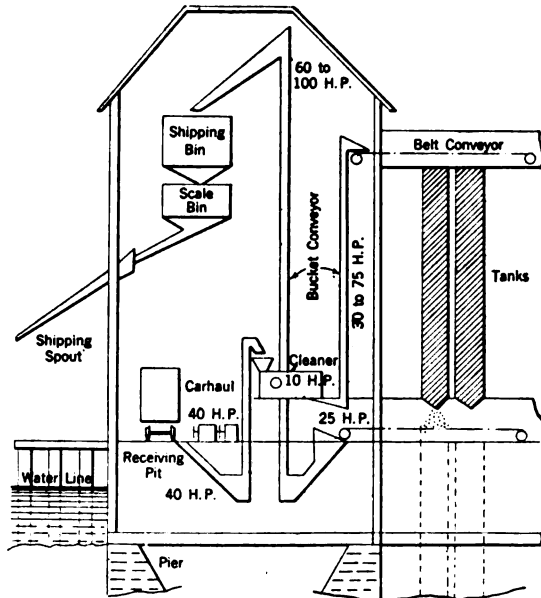 60 to
100 H.P.
Shipping
Bin
Belt Conveyor
Scale
Bin
Bucket Conveyor
30 to 75 H.P.
Tanks
Shipping
Spout
Cleaner
10 H.P.
Carhaul
40 H.P.
25 H.P.
Receiving
Pit
Water Line
40 H.P.
Pier